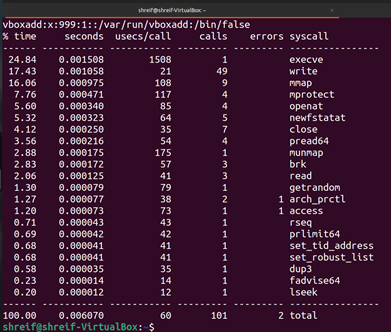 shreif@shreif-VirtualBox: ~
vboxadd:x:999:1::/var/run/vboxadd:/bin/false
% time     seconds  usecs/call     calls    errors syscall
------ ----------- ----------- --------- --------- ----------------
 24.84    0.001508        1508         1           execve
 17.43    0.001058          21        49           write
 16.06    0.000975         108         9           mmap
  7.76    0.000471         117         4           mprotect
  5.60    0.000340          85         4           openat
  5.32    0.000323          64         5           newfstatat
  4.12    0.000250          35         7           close
  3.56    0.000216          54         4           pread64
  2.88    0.000175         175         1           munmap
  2.83    0.000172          57         3           brk
  2.06    0.000125          41         3           read
  1.30    0.000079          79         1           getrandom
  1.27    0.000077          38         2         1 arch_prctl
  1.20    0.000073          73         1         1 access
  0.71    0.000043          43         1           rseq
  0.69    0.000042          42         1           prlimit64
  0.68    0.000041          41         1           set_tid_address
  0.68    0.000041          41         1           set_robust_list
  0.58    0.000035          35         1           dup3
  0.23    0.000014          14         1           fadvise64
  0.20    0.000012          12         1           lseek
------ ----------- ----------- --------- --------- ----------------
100.00    0.006070          60       101         2 total
shreif@shreif-VirtualBox:~$